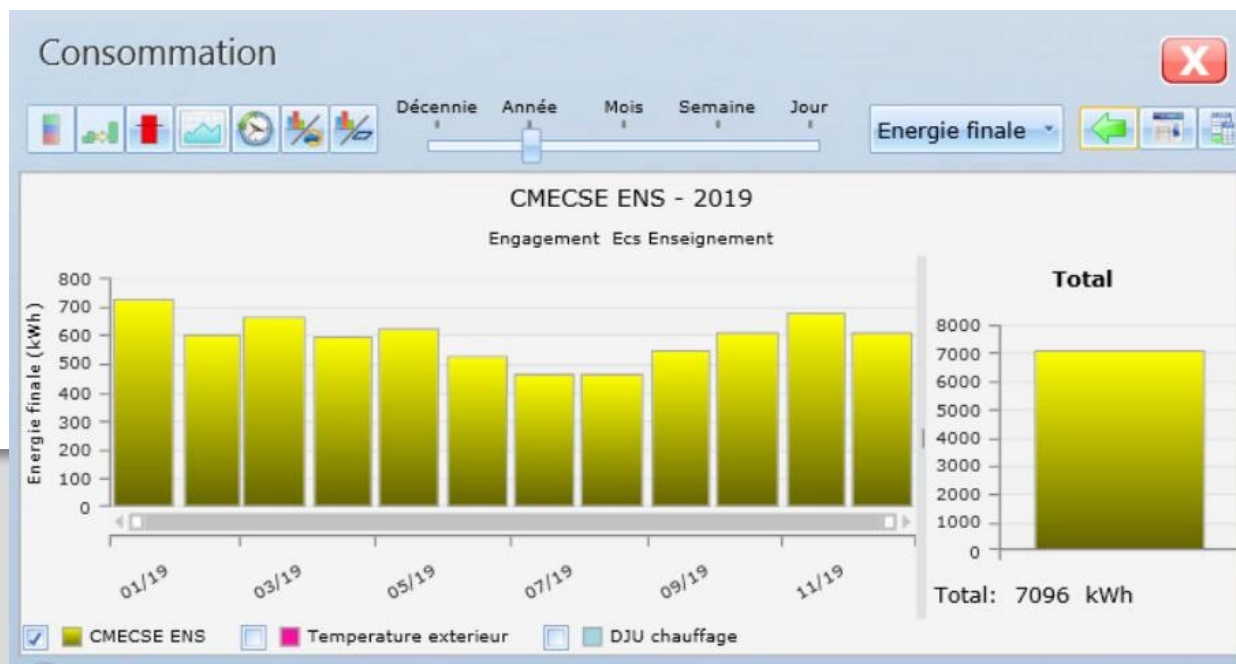 Consommation
X
Décennie Année Mois Semaine Jour
Energie finale
CMECSE ENS - 2019
Engagement Ecs Enseignement
Energie finale (kWh)
800
700
600
500
400
300
200
100
0
01/19 03/19 05/19 07/19 09/19 11/19
Total
8000
7000
6000
5000
4000
3000
2000
1000
0
Total: 7096 kWh
CMECSE ENS Temperature exterieur DJU chauffage